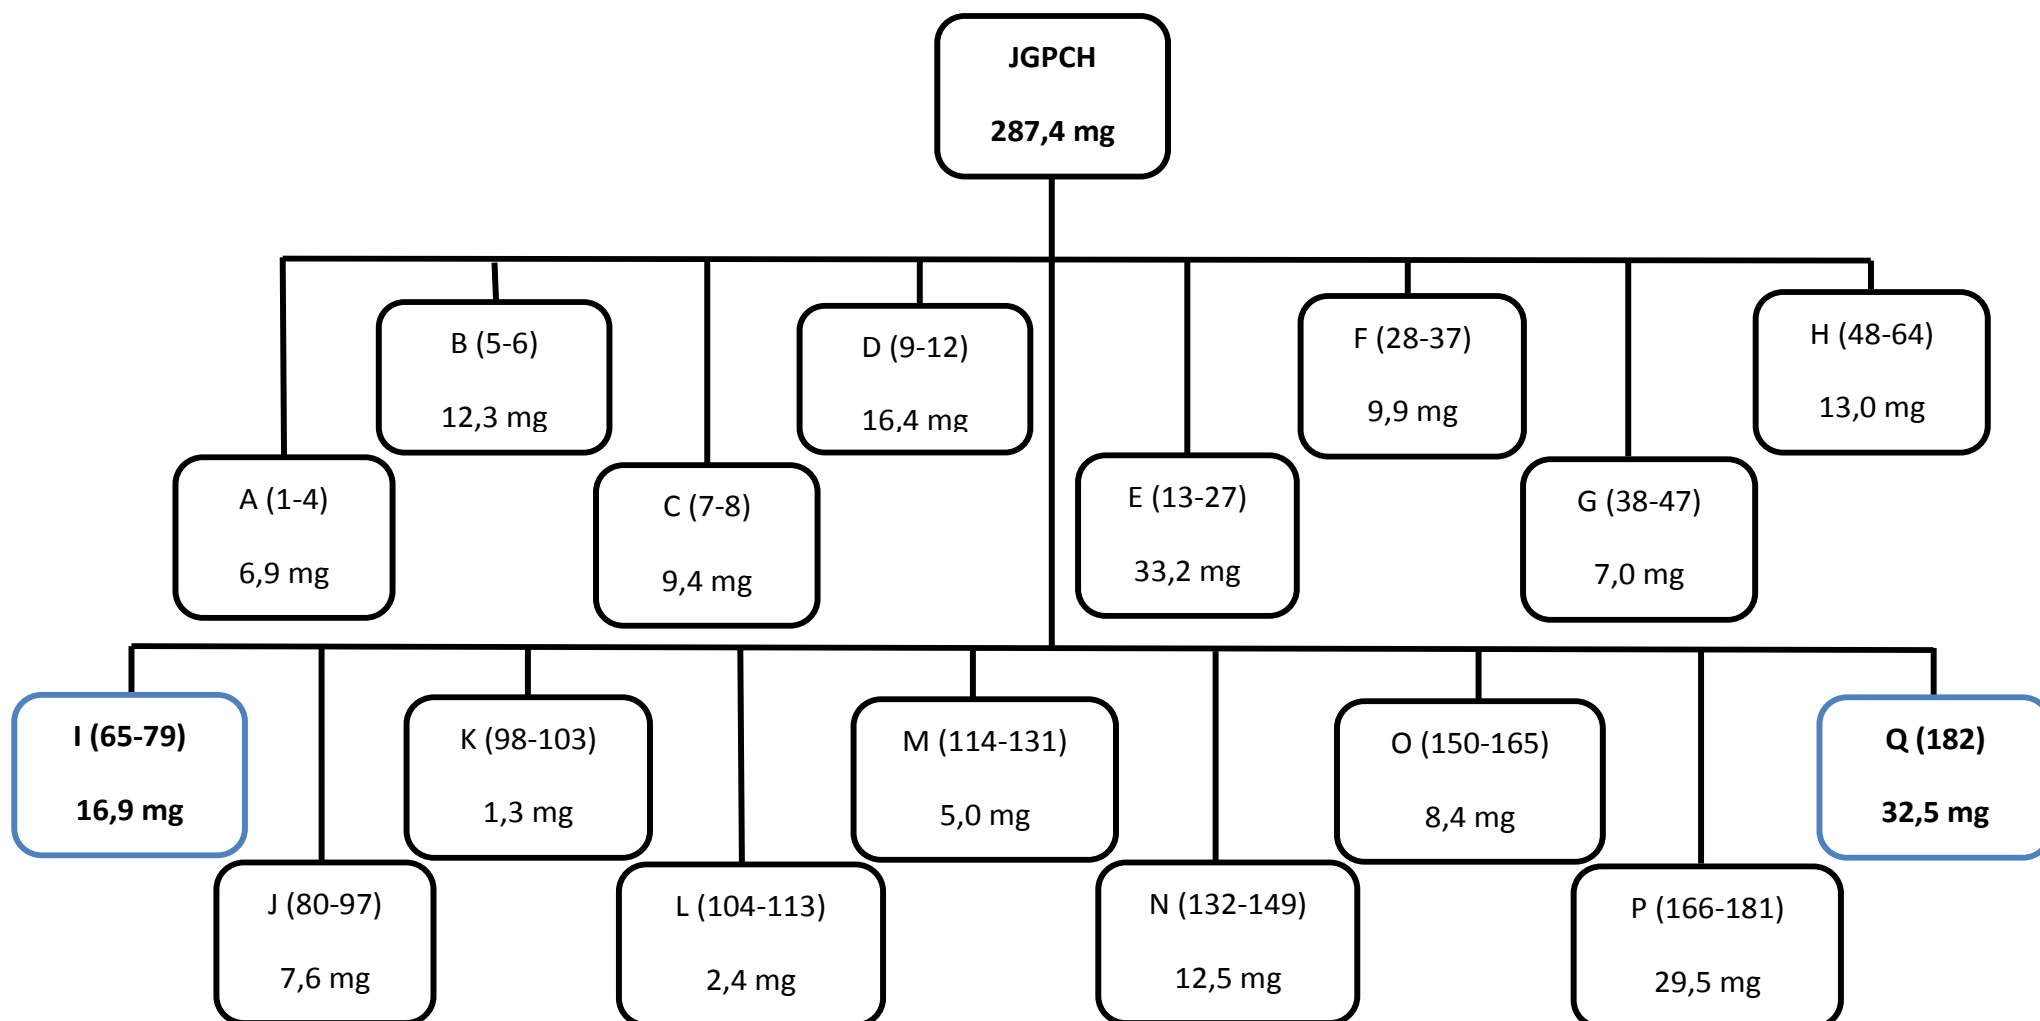 JGPCH
287,4 mg
A (1-4)
6,9 mg
B (5-6)
12,3 mg
C (7-8)
9,4 mg
D (9-12)
16,4 mg
E (13-27)
33,2 mg
F (28-37)
9,9 mg
G (38-47)
7,0 mg
H (48-64)
13,0 mg
I (65-79)
16,9 mg
J (80-97)
7,6 mg
K (98-103)
1,3 mg
L (104-113)
2,4 mg
M (114-131)
5,0 mg
N (132-149)
12,5 mg
O (150-165)
8,4 mg
P (166-181)
29,5 mg
Q (182)
32,5 mg